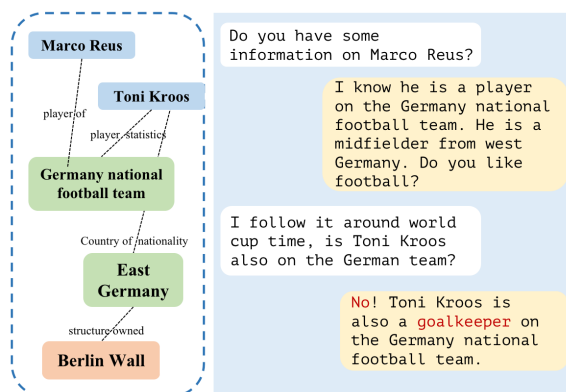 Marco Reus
Toni Kroos
player of
player statistics
Germany national
football team
Country of nationality
East
Germany
structure owned
Berlin Wall
Do you have some
information on Marco Reus?
I know he is a player
on the Germany national
football team. He is a
midfielder from west
Germany. Do you like
football?
I follow it around world
cup time, is Toni Kroos
also on the German team?
No! Toni Kroos is
also a goalkeeper on
the Germany national
football team.